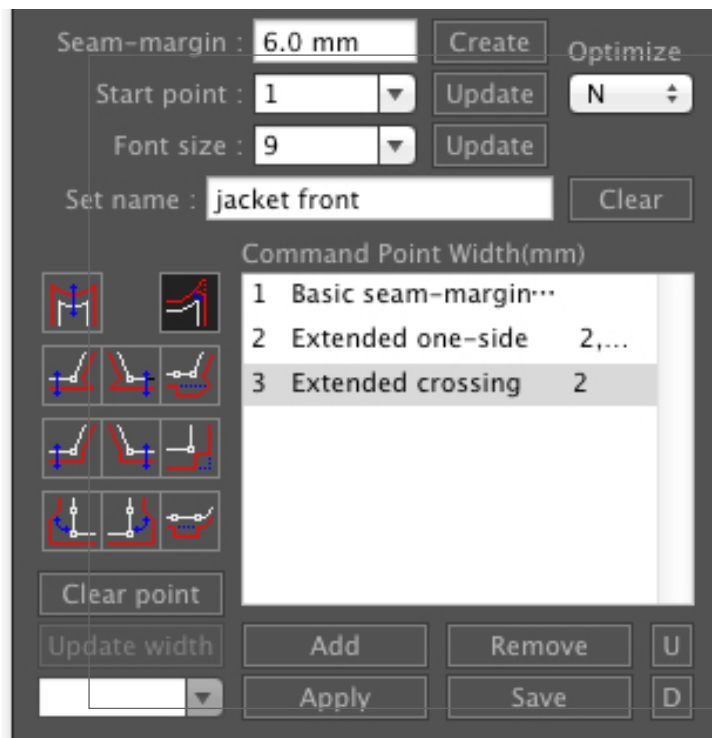 Seam-margin : 6.0 mm Create Optimize
Start point : 1 Update N
Font size : 9 Update
Set name : jacket front Clear
Command Point Width(mm)
1 Basic seam-margin…
2 Extended one-side 2,...
3 Extended crossing 2
Clear point
Update width Add Remove U
Apply Save D